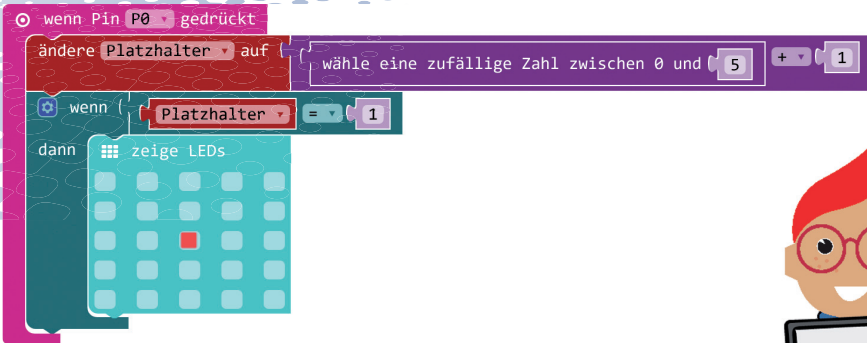 wenn Pin P0 gedrückt
ändere Platzhalter auf wähle eine zufällige Zahl zwischen 0 und 5 + 1
wenn Platzhalter = 1
dann zeige LEDs